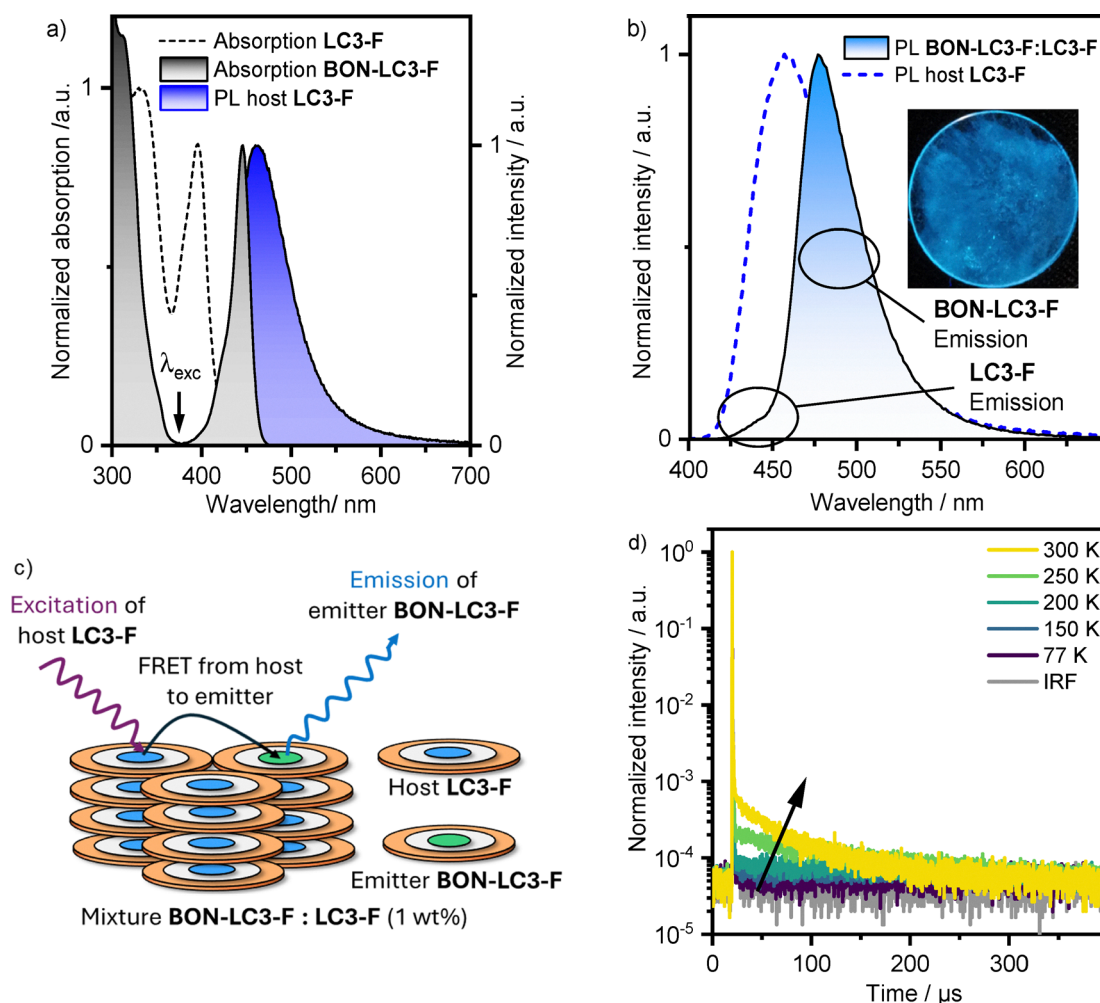 a)
Absorption LC3-F
Absorption BON-LC3-F
PL host LC3-F
Normalized absorption /a.u.
1
0
λexc
1
0
Normalized intensity / a.u.
300 400 500 600 700
Wavelength/ nm
b)
PL BON-LC3-F:LC3-F
PL host LC3-F
Normalized intensity / a.u.
1
0
BON-LC3-F
Emission
LC3-F
Emission
400 450 500 550 600
Wavelength / nm
c)
Excitation of
host LC3-F
Emission of
emitter BON-LC3-F
FRET from host
to emitter
Host LC3-F
Emitter BON-LC3-F
Mixture BON-LC3-F : LC3-F (1 wt%)
d)
Normalized intensity / a.u.
10⁰
10⁻¹
10⁻²
10⁻³
10⁻⁴
10⁻⁵
300 K
250 K
200 K
150 K
77 K
IRF
0 100 200 300
Time / µs